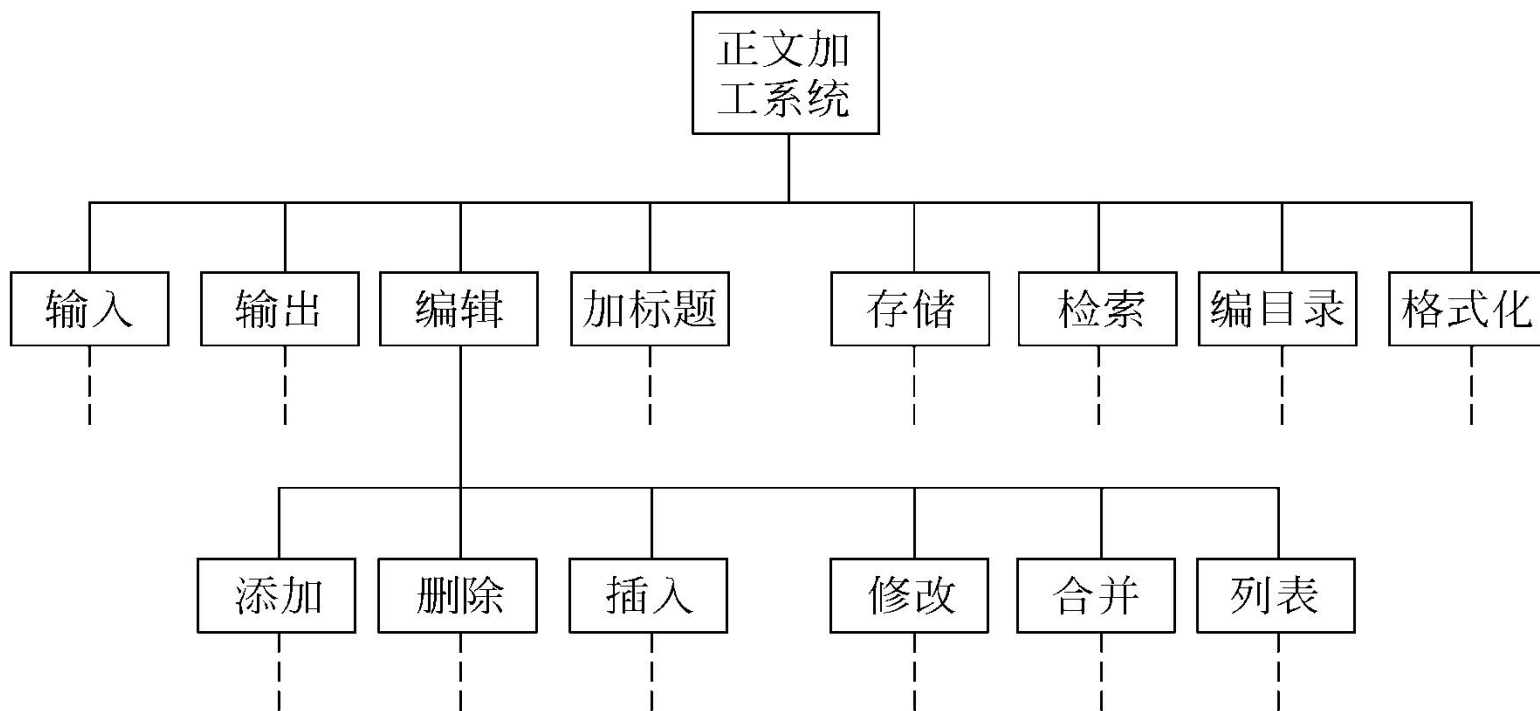 正文加
工系统
输入
输出
编辑
加标题
存储
检索
编目录
格式化
添加
删除
插入
修改
合并
列表